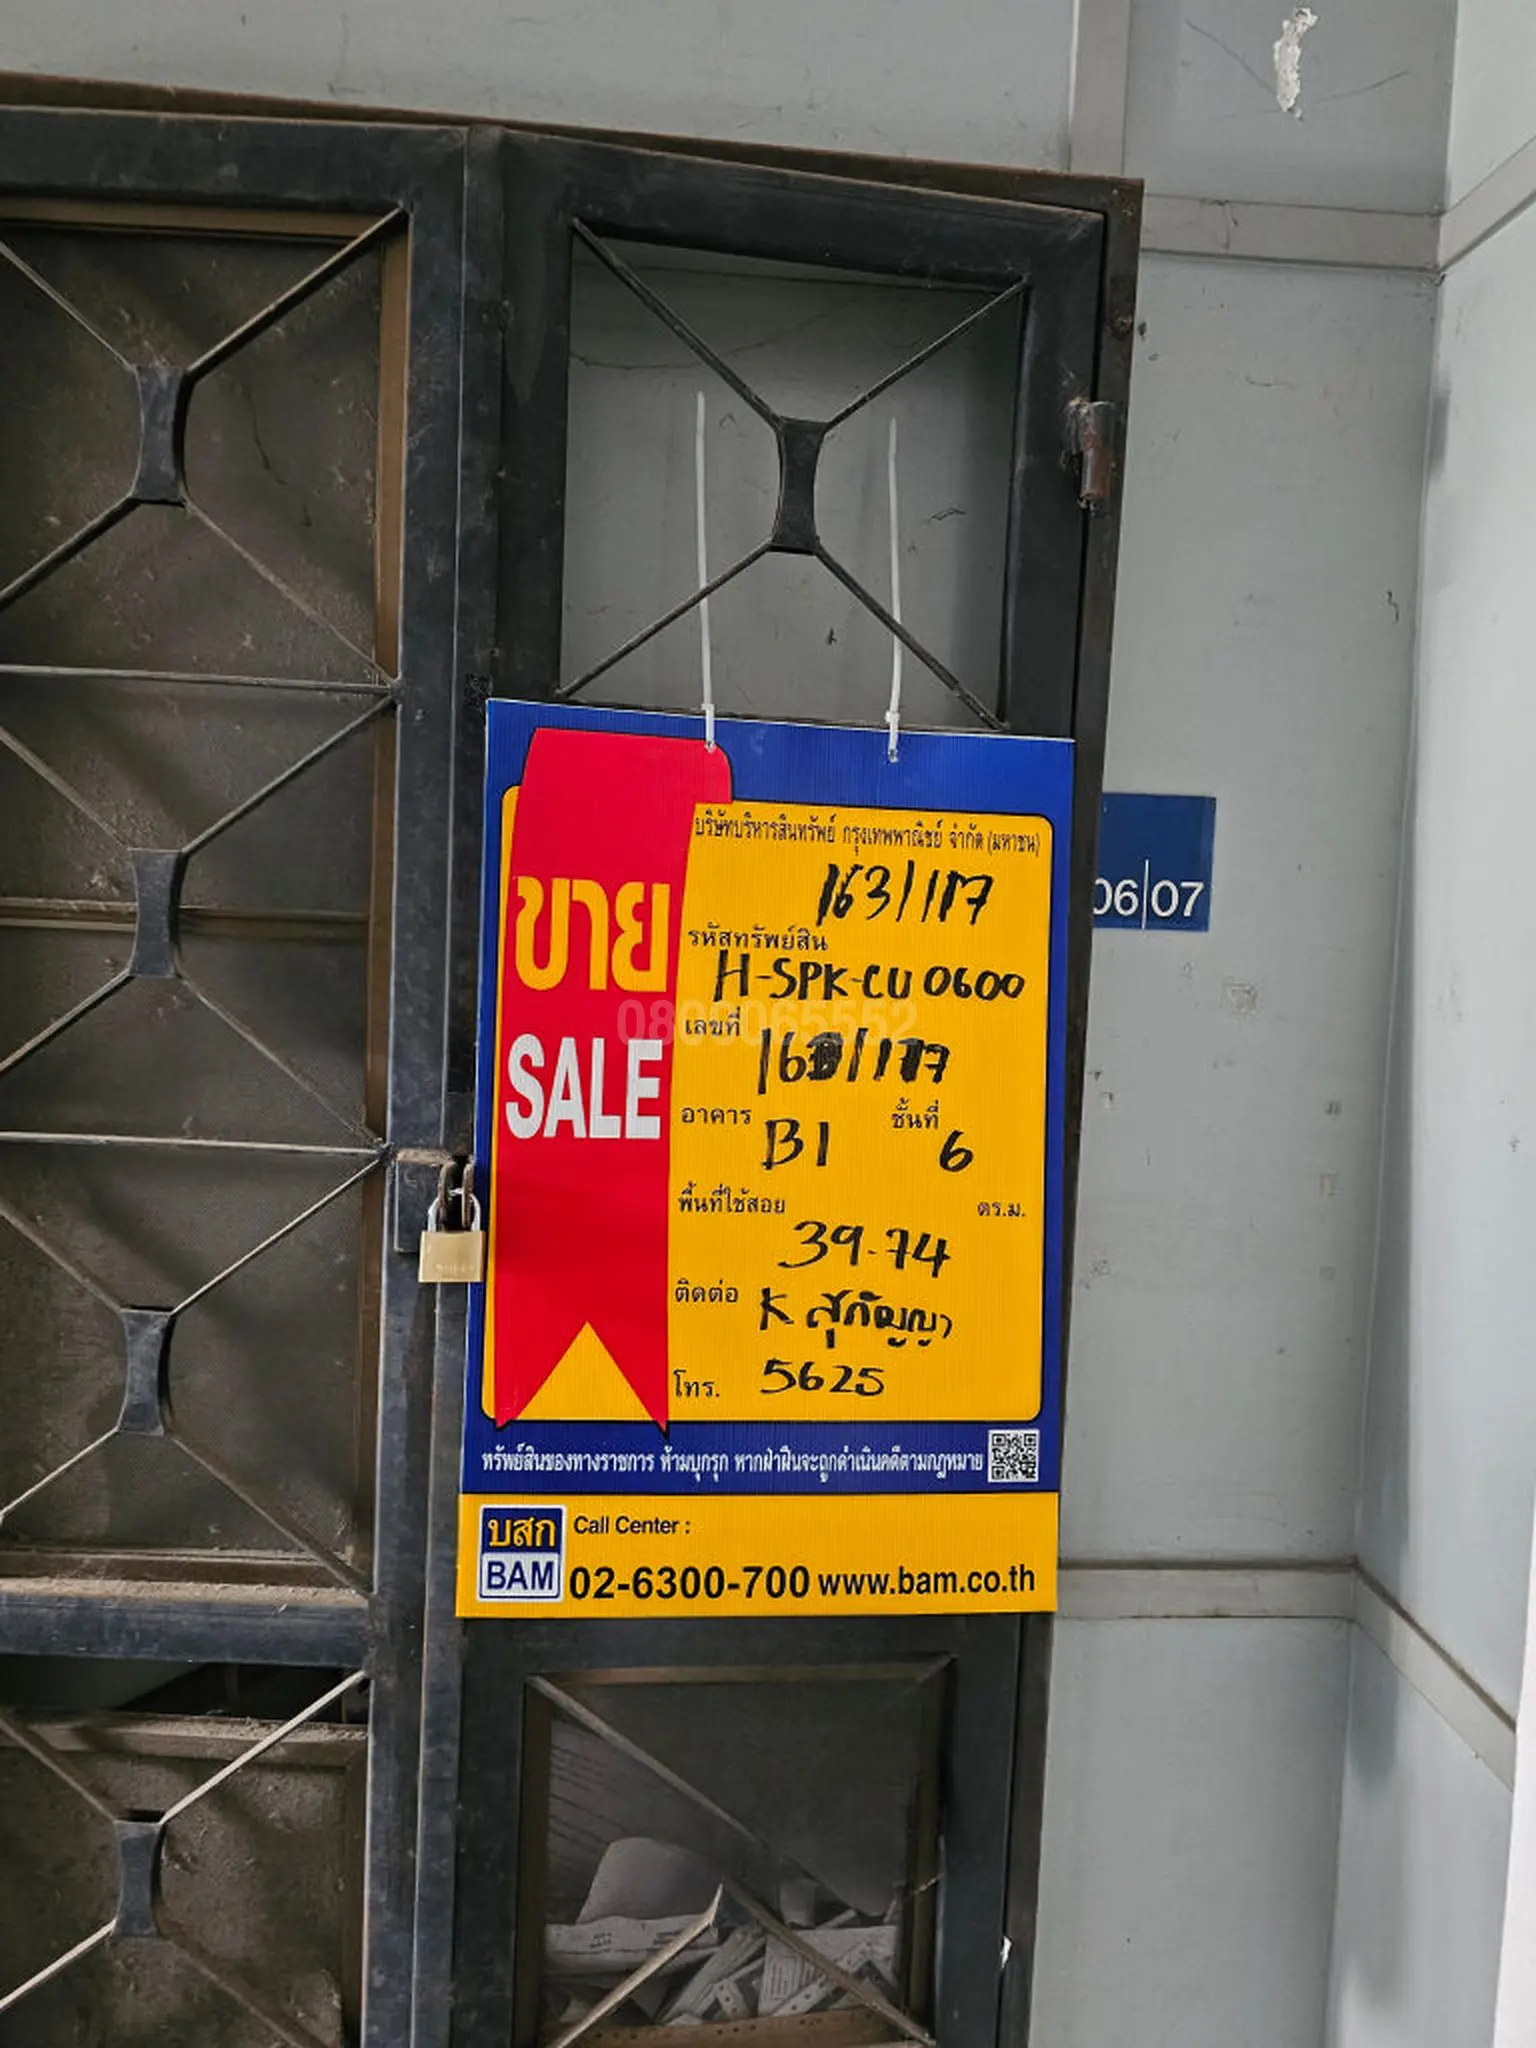 บริษัทบริหารสินทรัพย์ กรุงเทพพาณิชย์ จำกัด (มหาชน)
163/117
รหัสทรัพย์สิน
H-SPK-CU 0600
ขาย
SALE
เลขที่
163/117
อาคาร B1 ชั้นที่ 6
พื้นที่ใช้สอย 39.74 ตร.ม.
ติดต่อ K สุกัญญา
โทร. 5625
ทรัพย์สินของทางราชการ ห้ามบุกรุก หากฝ่าฝืนจะถูกดำเนินคดีตามกฎหมาย
บสก
BAM
Call Center :
02-6300-700 www.bam.co.th
06|07
0800065552